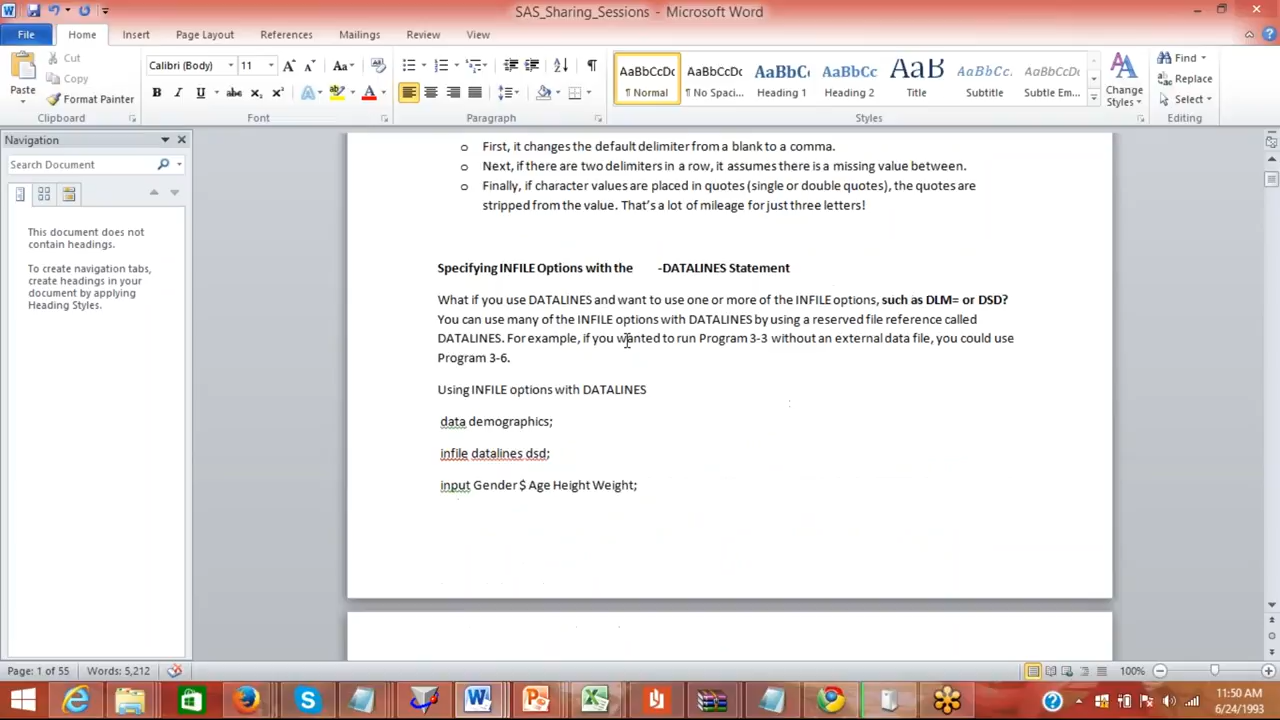 SAS_Sharing_Sessions - Microsoft Word
File Home Insert Page Layout References Mailings Review View
Paste
Cut
Copy
Format Painter
Clipboard
Calibri (Body) 11
Font
Paragraph
AaBbCcDc AaBbCcDc AaBbC AaBbCc AaB AaBbCcI AaBbCcDc
¶ Normal ¶ No Spaci... Heading 1 Heading 2 Title Subtitle Subtle Em...
Styles
Change
Styles
Find
Replace
Select
Editing
Navigation
Search Document
This document does not
contain headings.
To create navigation tabs,
create headings in your
document by applying
Heading Styles.
o First, it changes the default delimiter from a blank to a comma.
o Next, if there are two delimiters in a row, it assumes there is a missing value between.
o Finally, if character values are placed in quotes (single or double quotes), the quotes are
stripped from the value. That's a lot of mileage for just three letters!
Specifying INFILE Options with the -DATALINES Statement
What if you use DATALINES and want to use one or more of the INFILE options, such as DLM= or DSD?
You can use many of the INFILE options with DATALINES by using a reserved file reference called
DATALINES. For example, if you wanted to run Program 3-3 without an external data file, you could use
Program 3-6.
Using INFILE options with DATALINES
data demographics;
infile datalines dsd;
input Gender $ Age Height Weight;
Page: 1 of 55 Words: 5,212 100%
11:50 AM
6/24/1993